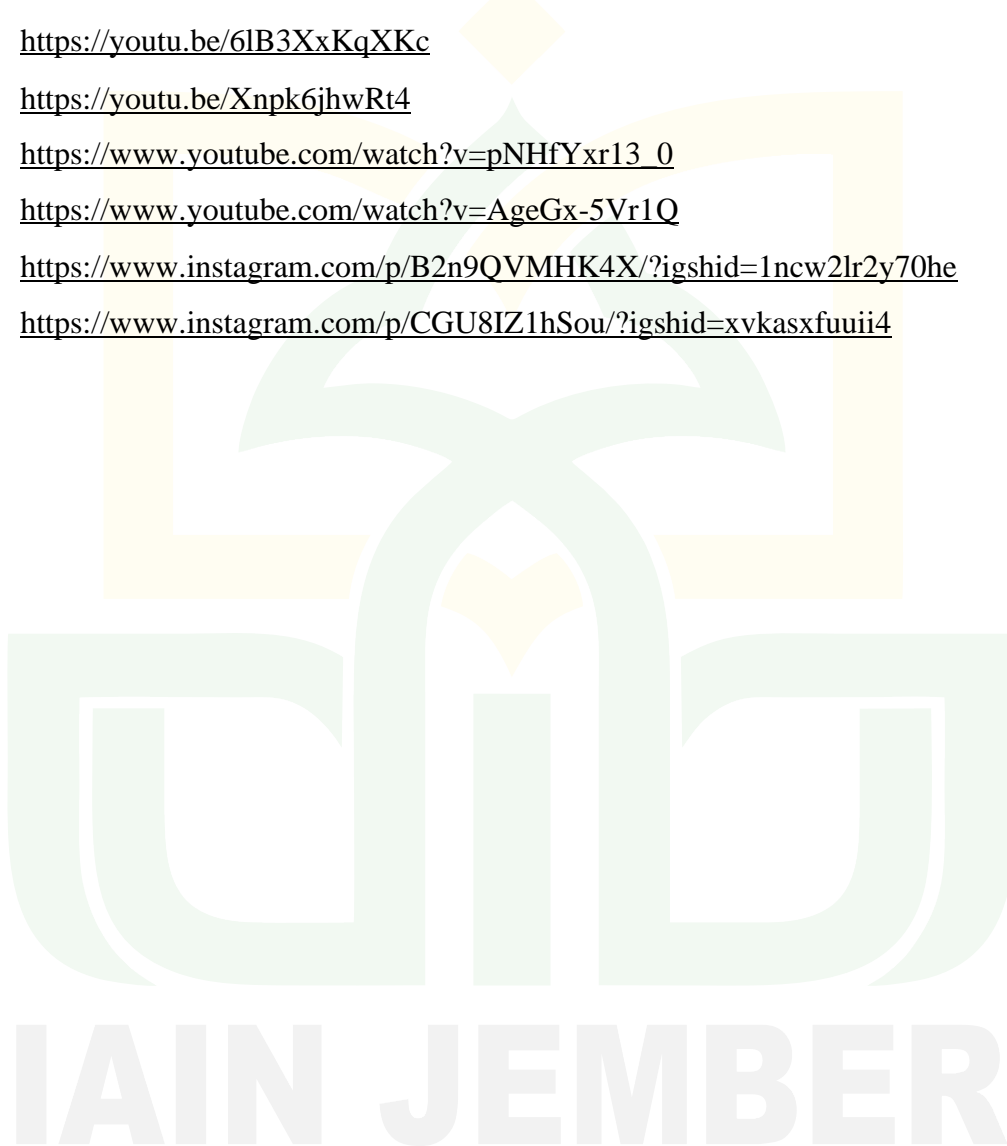 https://youtu.be/6lB3XxKqXKc
https://youtu.be/Xnpk6jhwRt4
https://www.youtube.com/watch?v=pNHfYxr13_0
https://www.youtube.com/watch?v=AgeGx-5Vr1Q
https://www.instagram.com/p/B2n9QVMHK4X/?igshid=1ncw2lr2y70he
https://www.instagram.com/p/CGU8IZ1hSou/?igshid=xvkasxfuuii4
IAIN JEMBER